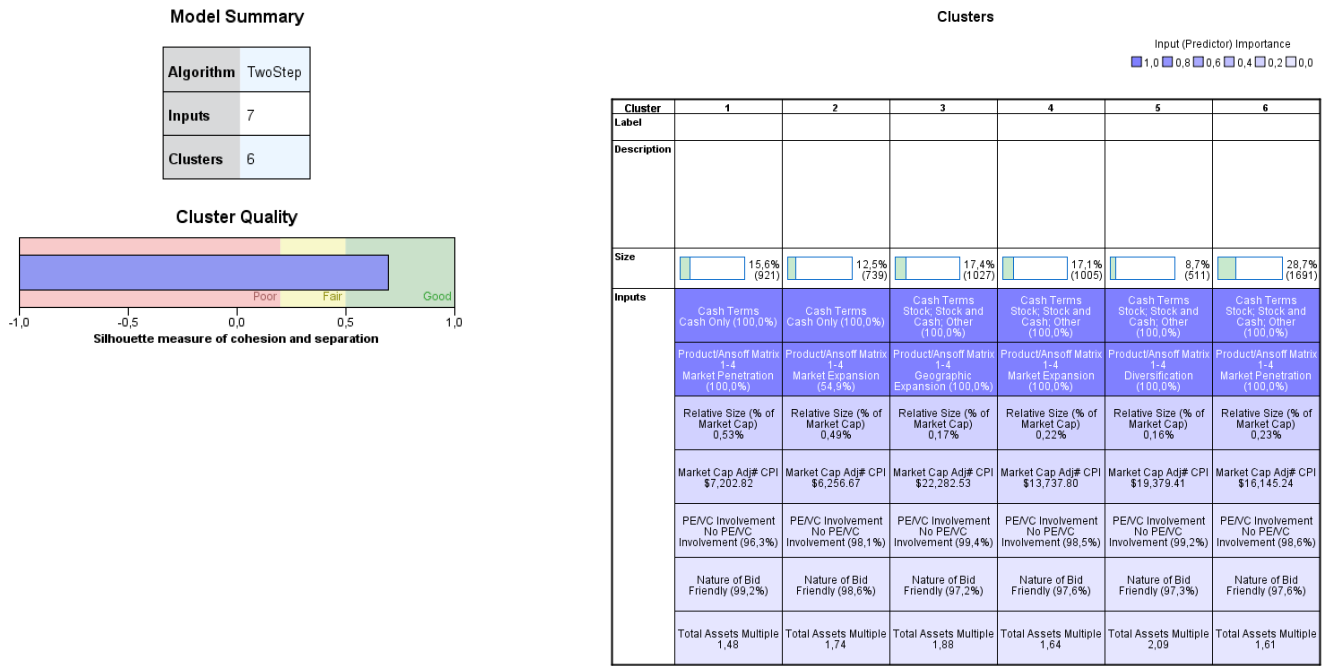 Model Summary
Algorithm TwoStep
Inputs 7
Clusters 6
Cluster Quality
Poor Fair Good
-1,0 -0,5 0,0 0,5 1,0
Silhouette measure of cohesion and separation
Clusters
Input (Predictor) Importance
1,0 0,8 0,6 0,4 0,2 0,0
Cluster 1 2 3 4 5 6
Label
Description
Size 15,6% 12,5% 17,4% 17,1% 8,7% 28,7%
(921) (739) (1027) (1005) (511) (1691)
Inputs
Cash Terms Cash Terms Cash Terms Cash Terms
Cash Terms Cash Terms Stock; Stock and Stock; Stock and Stock; Stock and Stock; Stock and
Cash Only (100,0%) Cash Only (100,0%) Cash; Other Cash; Other Cash; Other Cash; Other
(100,0%) (100,0%) (100,0%) (100,0%)
Product/Ansoff Matrix Product/Ansoff Matrix Product/Ansoff Matrix Product/Ansoff Matrix Product/Ansoff Matrix Product/Ansoff Matrix
1-4 1-4 1-4 1-4 1-4 1-4
Market Penetration Market Expansion Geographic Market Expansion Diversification Market Penetration
(100,0%) (54,9%) Expansion (100,0%) (100,0%) (100,0%) (100,0%)
Relative Size (% of Relative Size (% of Relative Size (% of Relative Size (% of Relative Size (% of Relative Size (% of
Market Cap) Market Cap) Market Cap) Market Cap) Market Cap) Market Cap)
0,53% 0,49% 0,17% 0,22% 0,16% 0,23%
Market Cap Adj# CPI Market Cap Adj# CPI Market Cap Adj# CPI Market Cap Adj# CPI Market Cap Adj# CPI Market Cap Adj# CPI
$7,202.82 $6,256.67 $22,282.53 $13,737.80 $19,379.41 $16,145.24
PE/VC Involvement PE/VC Involvement PE/VC Involvement PE/VC Involvement PE/VC Involvement PE/VC Involvement
No PE/VC No PE/VC No PE/VC No PE/VC No PE/VC No PE/VC
Involvement (96,3%) Involvement (98,1%) Involvement (99,4%) Involvement (98,5%) Involvement (99,2%) Involvement (98,6%)
Nature of Bid Nature of Bid Nature of Bid Nature of Bid Nature of Bid Nature of Bid
Friendly (99,2%) Friendly (98,6%) Friendly (97,2%) Friendly (97,6%) Friendly (97,3%) Friendly (97,6%)
Total Assets Multiple Total Assets Multiple Total Assets Multiple Total Assets Multiple Total Assets Multiple Total Assets Multiple
1,48 1,74 1,88 1,64 2,09 1,61